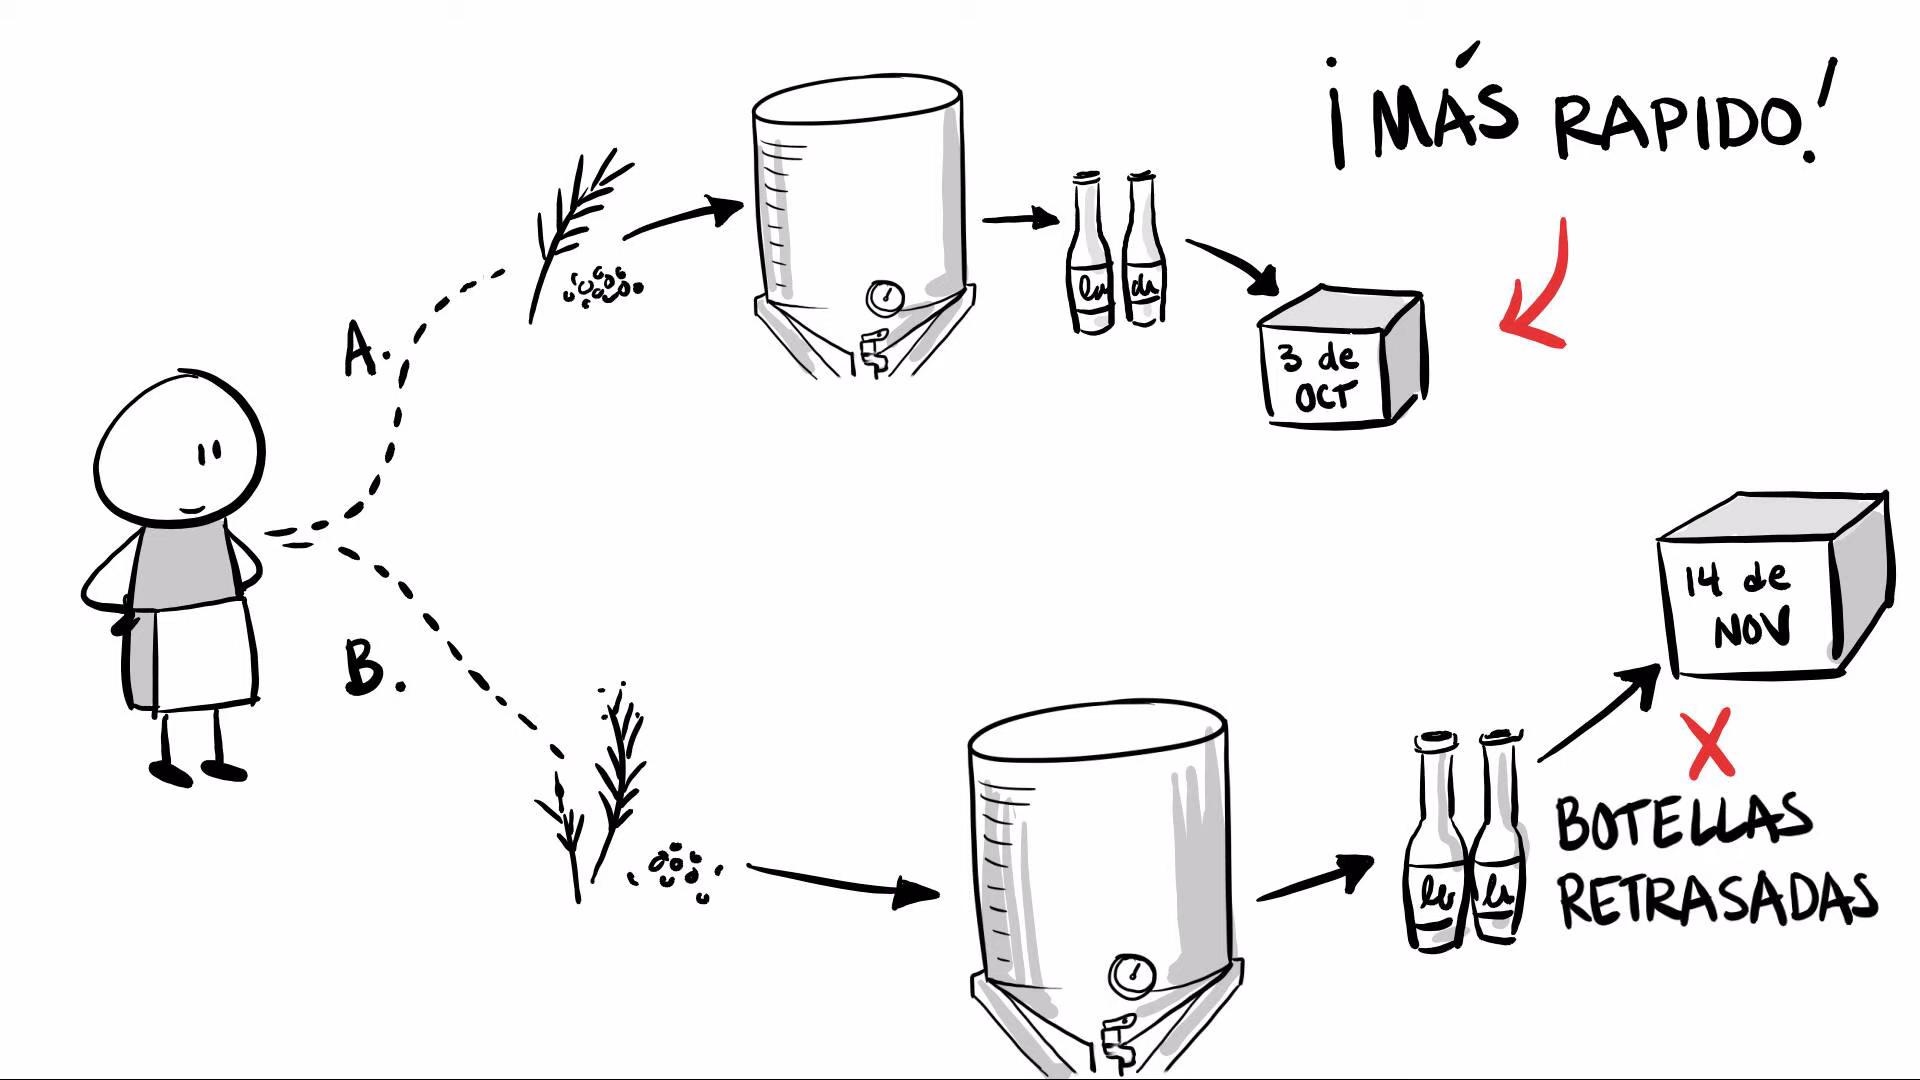 ¡MÁS RAPIDO!
A.
3 de
OCT
14 de
NOV
B.
BOTELLAS
RETRASADAS